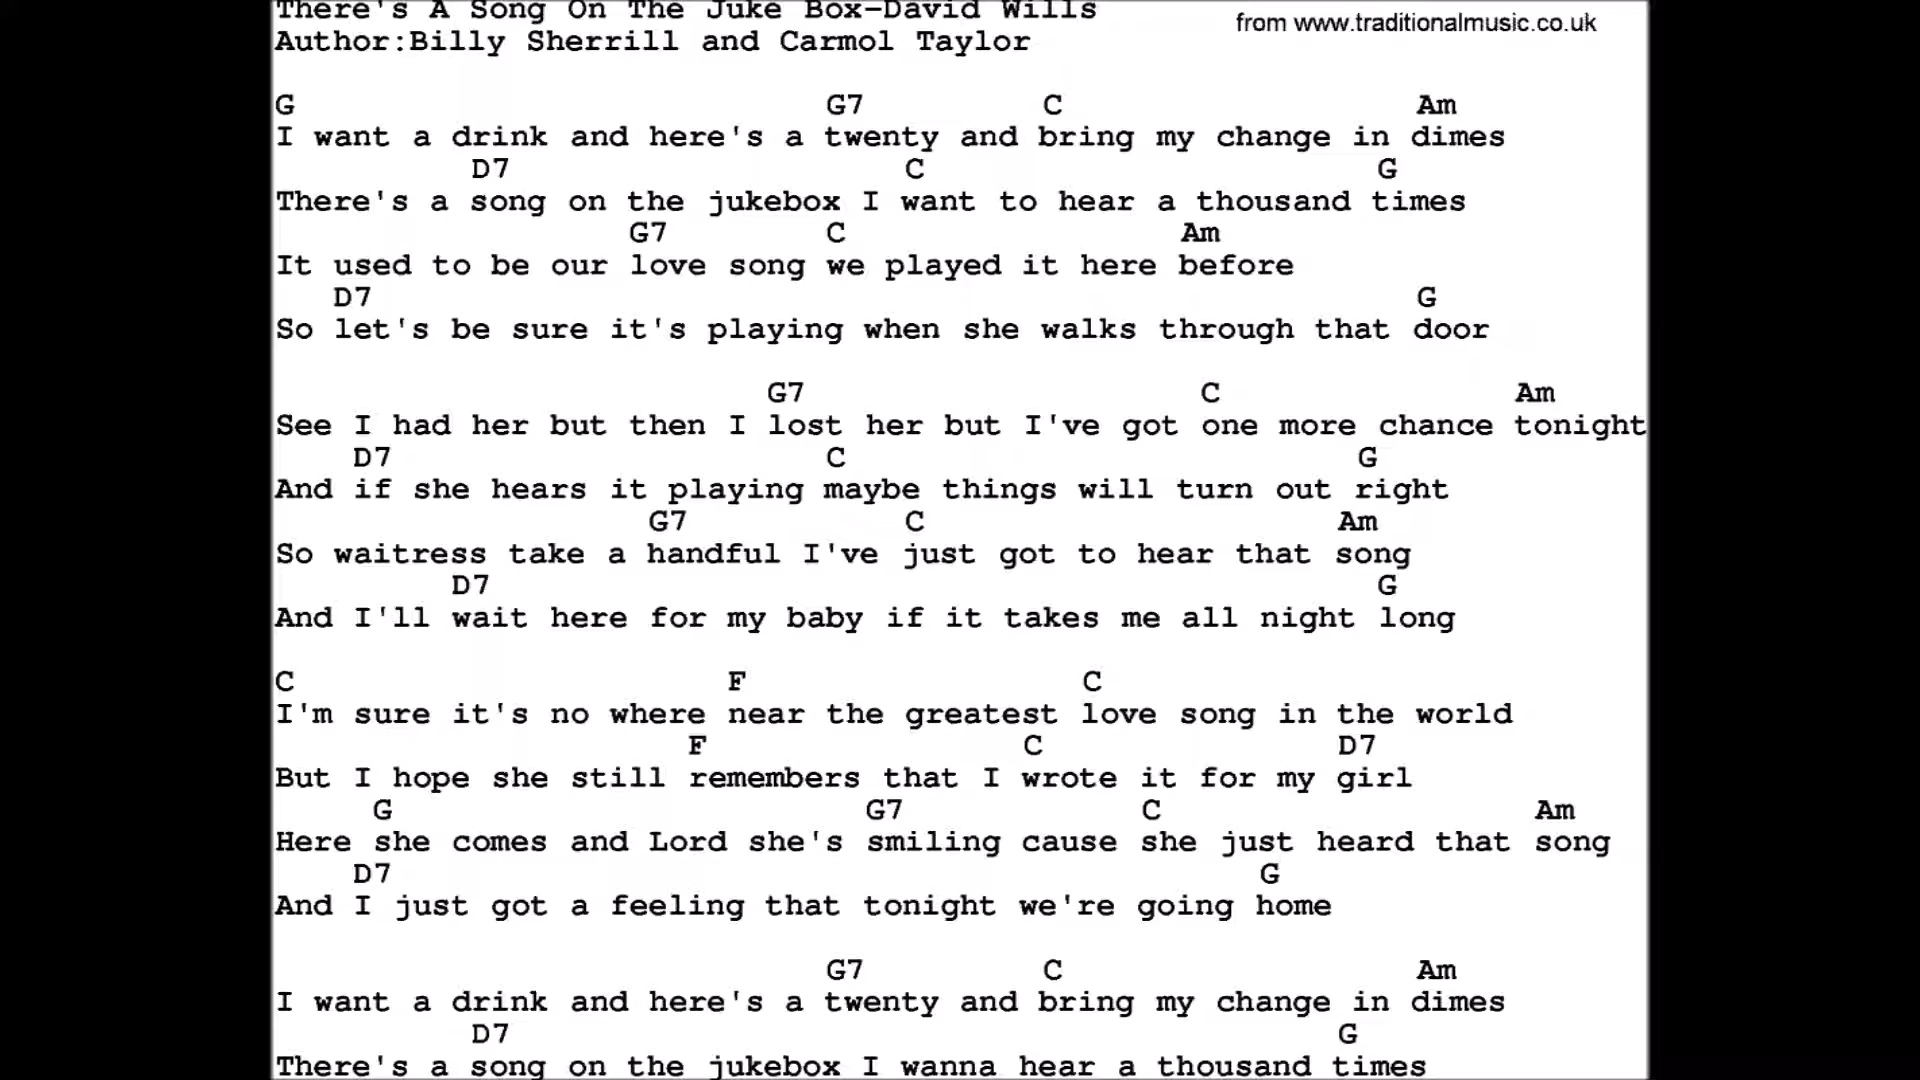 There's A Song On The Juke Box-David Wills
from www.traditionalmusic.co.uk
Author:Billy Sherrill and Carmol Taylor
G G7 C Am
I want a drink and here's a twenty and bring my change in dimes
D7 C G
There's a song on the jukebox I want to hear a thousand times
G7 C Am
It used to be our love song we played it here before
D7 G
So let's be sure it's playing when she walks through that door
G7 C Am
See I had her but then I lost her but I've got one more chance tonight
D7 C G
And if she hears it playing maybe things will turn out right
G7 C Am
So waitress take a handful I've just got to hear that song
D7 G
And I'll wait here for my baby if it takes me all night long
C F C
I'm sure it's no where near the greatest love song in the world
F C D7
But I hope she still remembers that I wrote it for my girl
G G7 C Am
Here she comes and Lord she's smiling cause she just heard that song
D7 G
And I just got a feeling that tonight we're going home
G7 C Am
I want a drink and here's a twenty and bring my change in dimes
D7 G
There's a song on the jukebox I wanna hear a thousand times